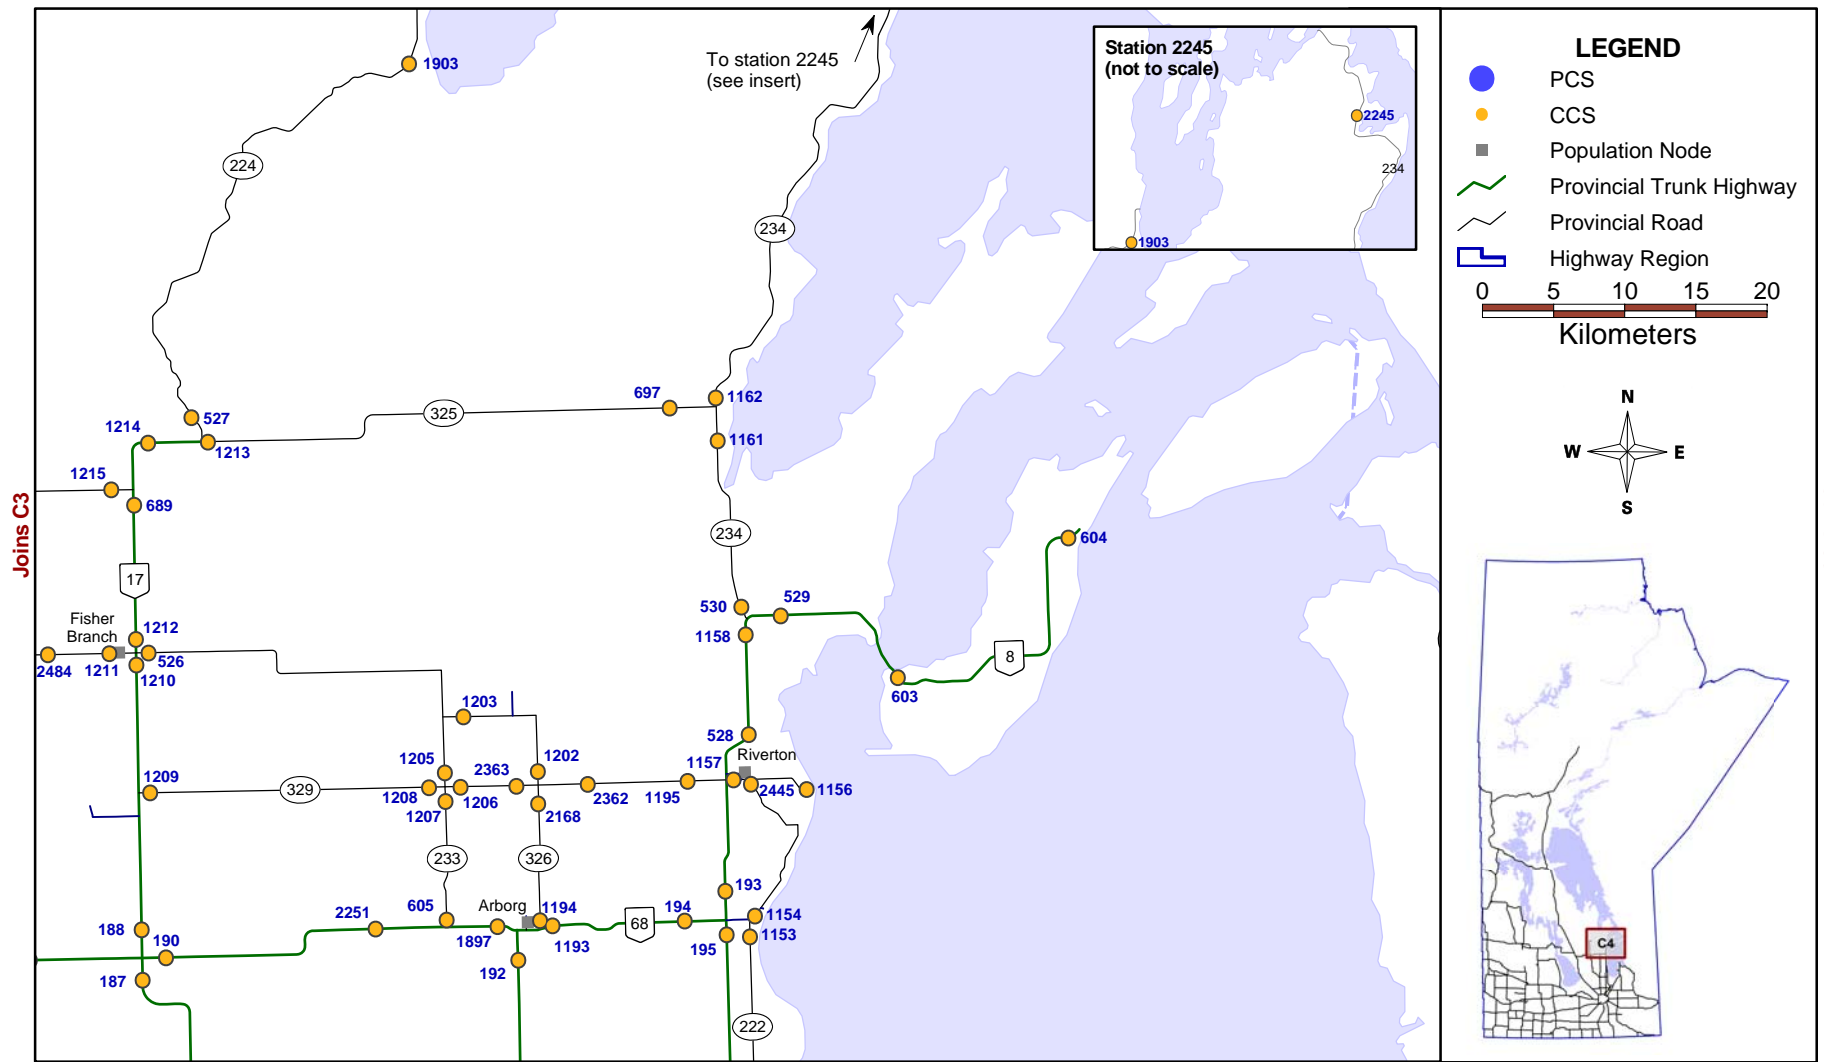 1903
To station 2245
(see insert)
Station 2245
(not to scale)
2245
234
1903
224
234
697
1162
325
527
1214
1213
1161
1215
689
Joins C3
234
17
604
Fisher
Branch
530
529
1212
1158
526
8
2484
1211
1210
603
1203
528
Riverton
1205
2363
1202
1157
1209
329
1208
1206
2362
1195
2445
1156
1207
2168
233
326
193
Arborg
2251
605
1194
194
1154
68
188
190
1897
1193
195
1153
187
192
222
LEGEND
PCS
CCS
Population Node
Provincial Trunk Highway
Provincial Road
Highway Region
0 5 10 15 20
Kilometers
N
W E
S
C4